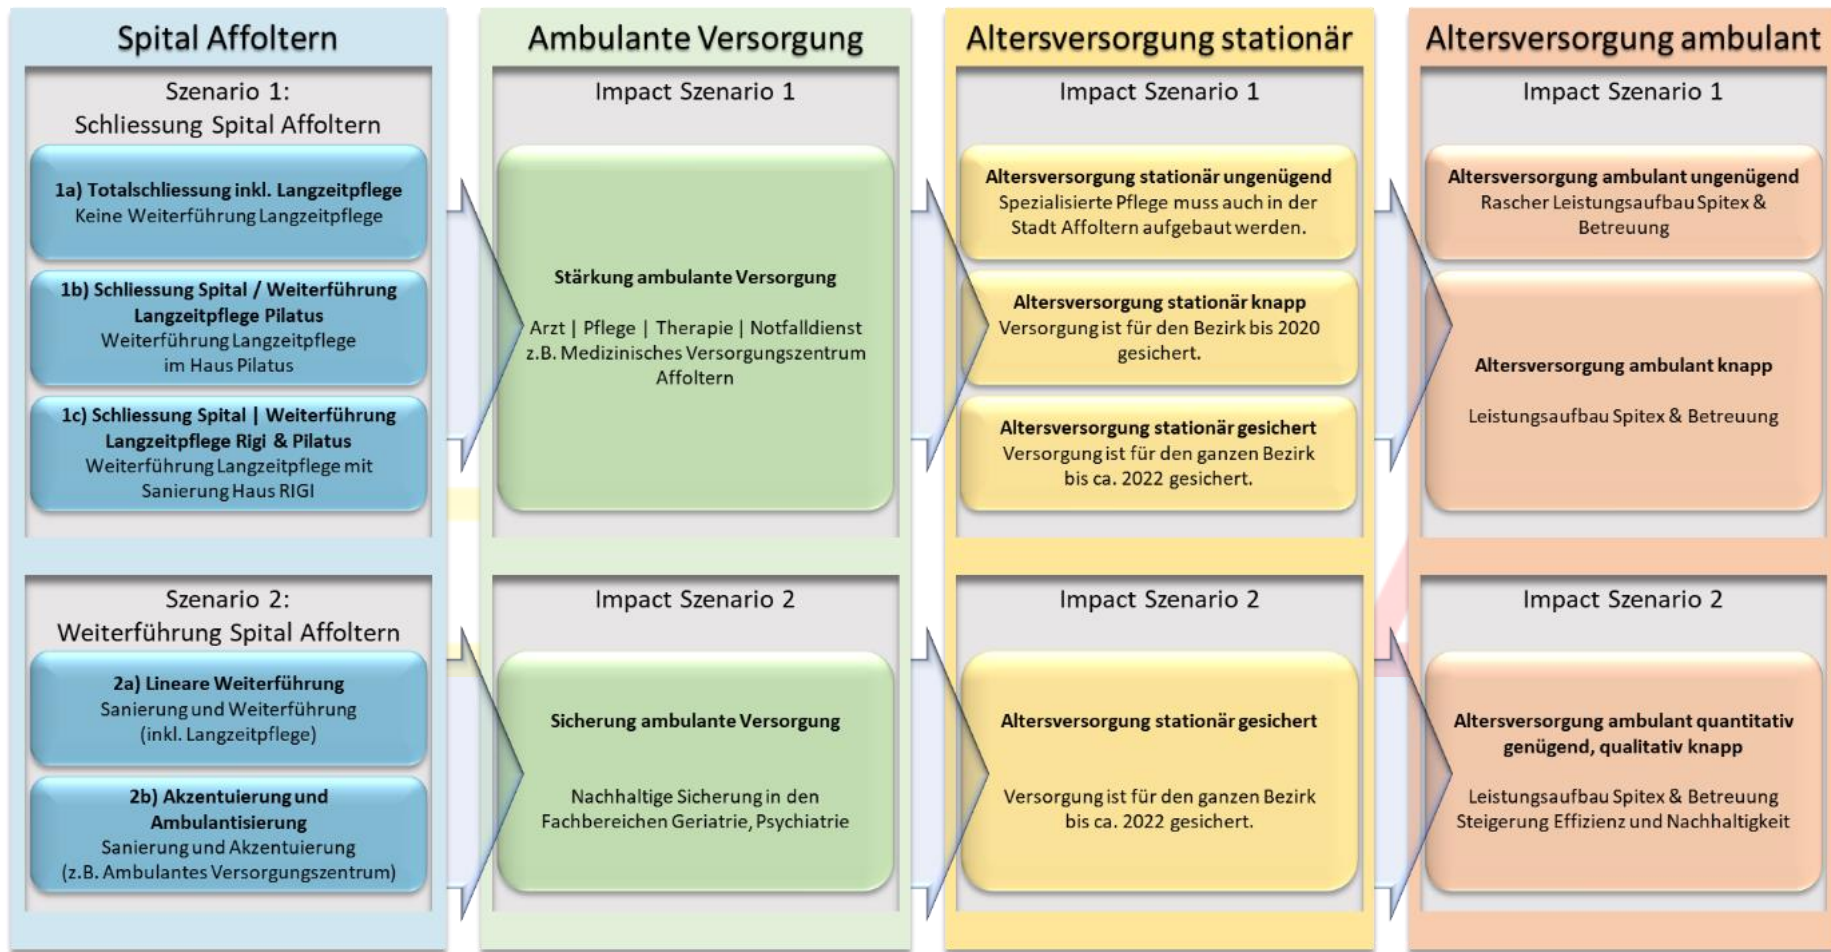 Spital Affoltern
Szenario 1:
Schliessung Spital Affoltern
1a) Totalschliessung inkl. Langzeitpflege
Keine Weiterführung Langzeitpflege
1b) Schliessung Spital / Weiterführung
Langzeitpflege Pilatus
Weiterführung Langzeitpflege
im Haus Pilatus
1c) Schliessung Spital | Weiterführung
Langzeitpflege Rigi & Pilatus
Weiterführung Langzeitpflege mit
Sanierung Haus RIGI
Szenario 2:
Weiterführung Spital Affoltern
2a) Lineare Weiterführung
Sanierung und Weiterführung
(inkl. Langzeitpflege)
2b) Akzentuierung und
Ambulantisierung
Sanierung und Akzentuierung
(z.B. Ambulantes Versorgungszentrum)
Ambulante Versorgung
Impact Szenario 1
Stärkung ambulante Versorgung
Arzt | Pflege | Therapie | Notfalldienst
z.B. Medizinisches Versorgungszentrum
Affoltern
Impact Szenario 2
Sicherung ambulante Versorgung
Nachhaltige Sicherung in den
Fachbereichen Geriatrie, Psychiatrie
Altersversorgung stationär
Impact Szenario 1
Altersversorgung stationär ungenügend
Spezialisierte Pflege muss auch in der
Stadt Affoltern aufgebaut werden.
Altersversorgung stationär knapp
Versorgung ist für den Bezirk bis 2020
gesichert.
Altersversorgung stationär gesichert
Versorgung ist für den ganzen Bezirk
bis ca. 2022 gesichert.
Impact Szenario 2
Altersversorgung stationär gesichert
Versorgung ist für den ganzen Bezirk
bis ca. 2022 gesichert.
Altersversorgung ambulant
Impact Szenario 1
Altersversorgung ambulant ungenügend
Rascher Leistungsaufbau Spitex &
Betreuung
Altersversorgung ambulant knapp
Leistungsaufbau Spitex & Betreuung
Impact Szenario 2
Altersversorgung ambulant quantitativ
genügend, qualitativ knapp
Leistungsaufbau Spitex & Betreuung
Steigerung Effizienz und Nachhaltigkeit